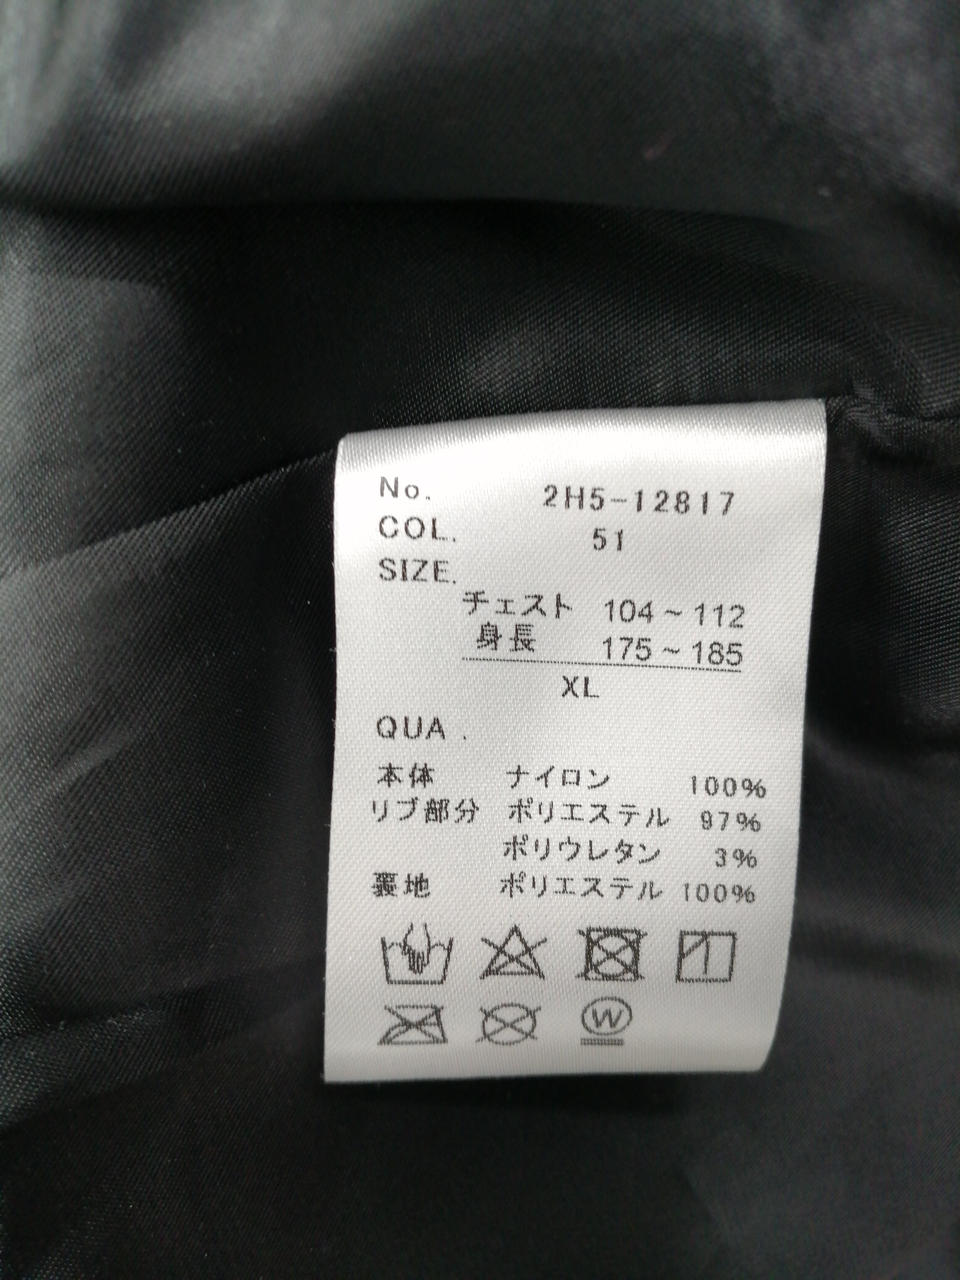 No. 2H5-12817
COL. 51
SIZE.
チェスト 104～112
身長 175～185
XL
QUA.
本体 ナイロン 100%
リブ部分 ポリエステル 97%
ポリウレタン 3%
裏地 ポリエステル 100%
W